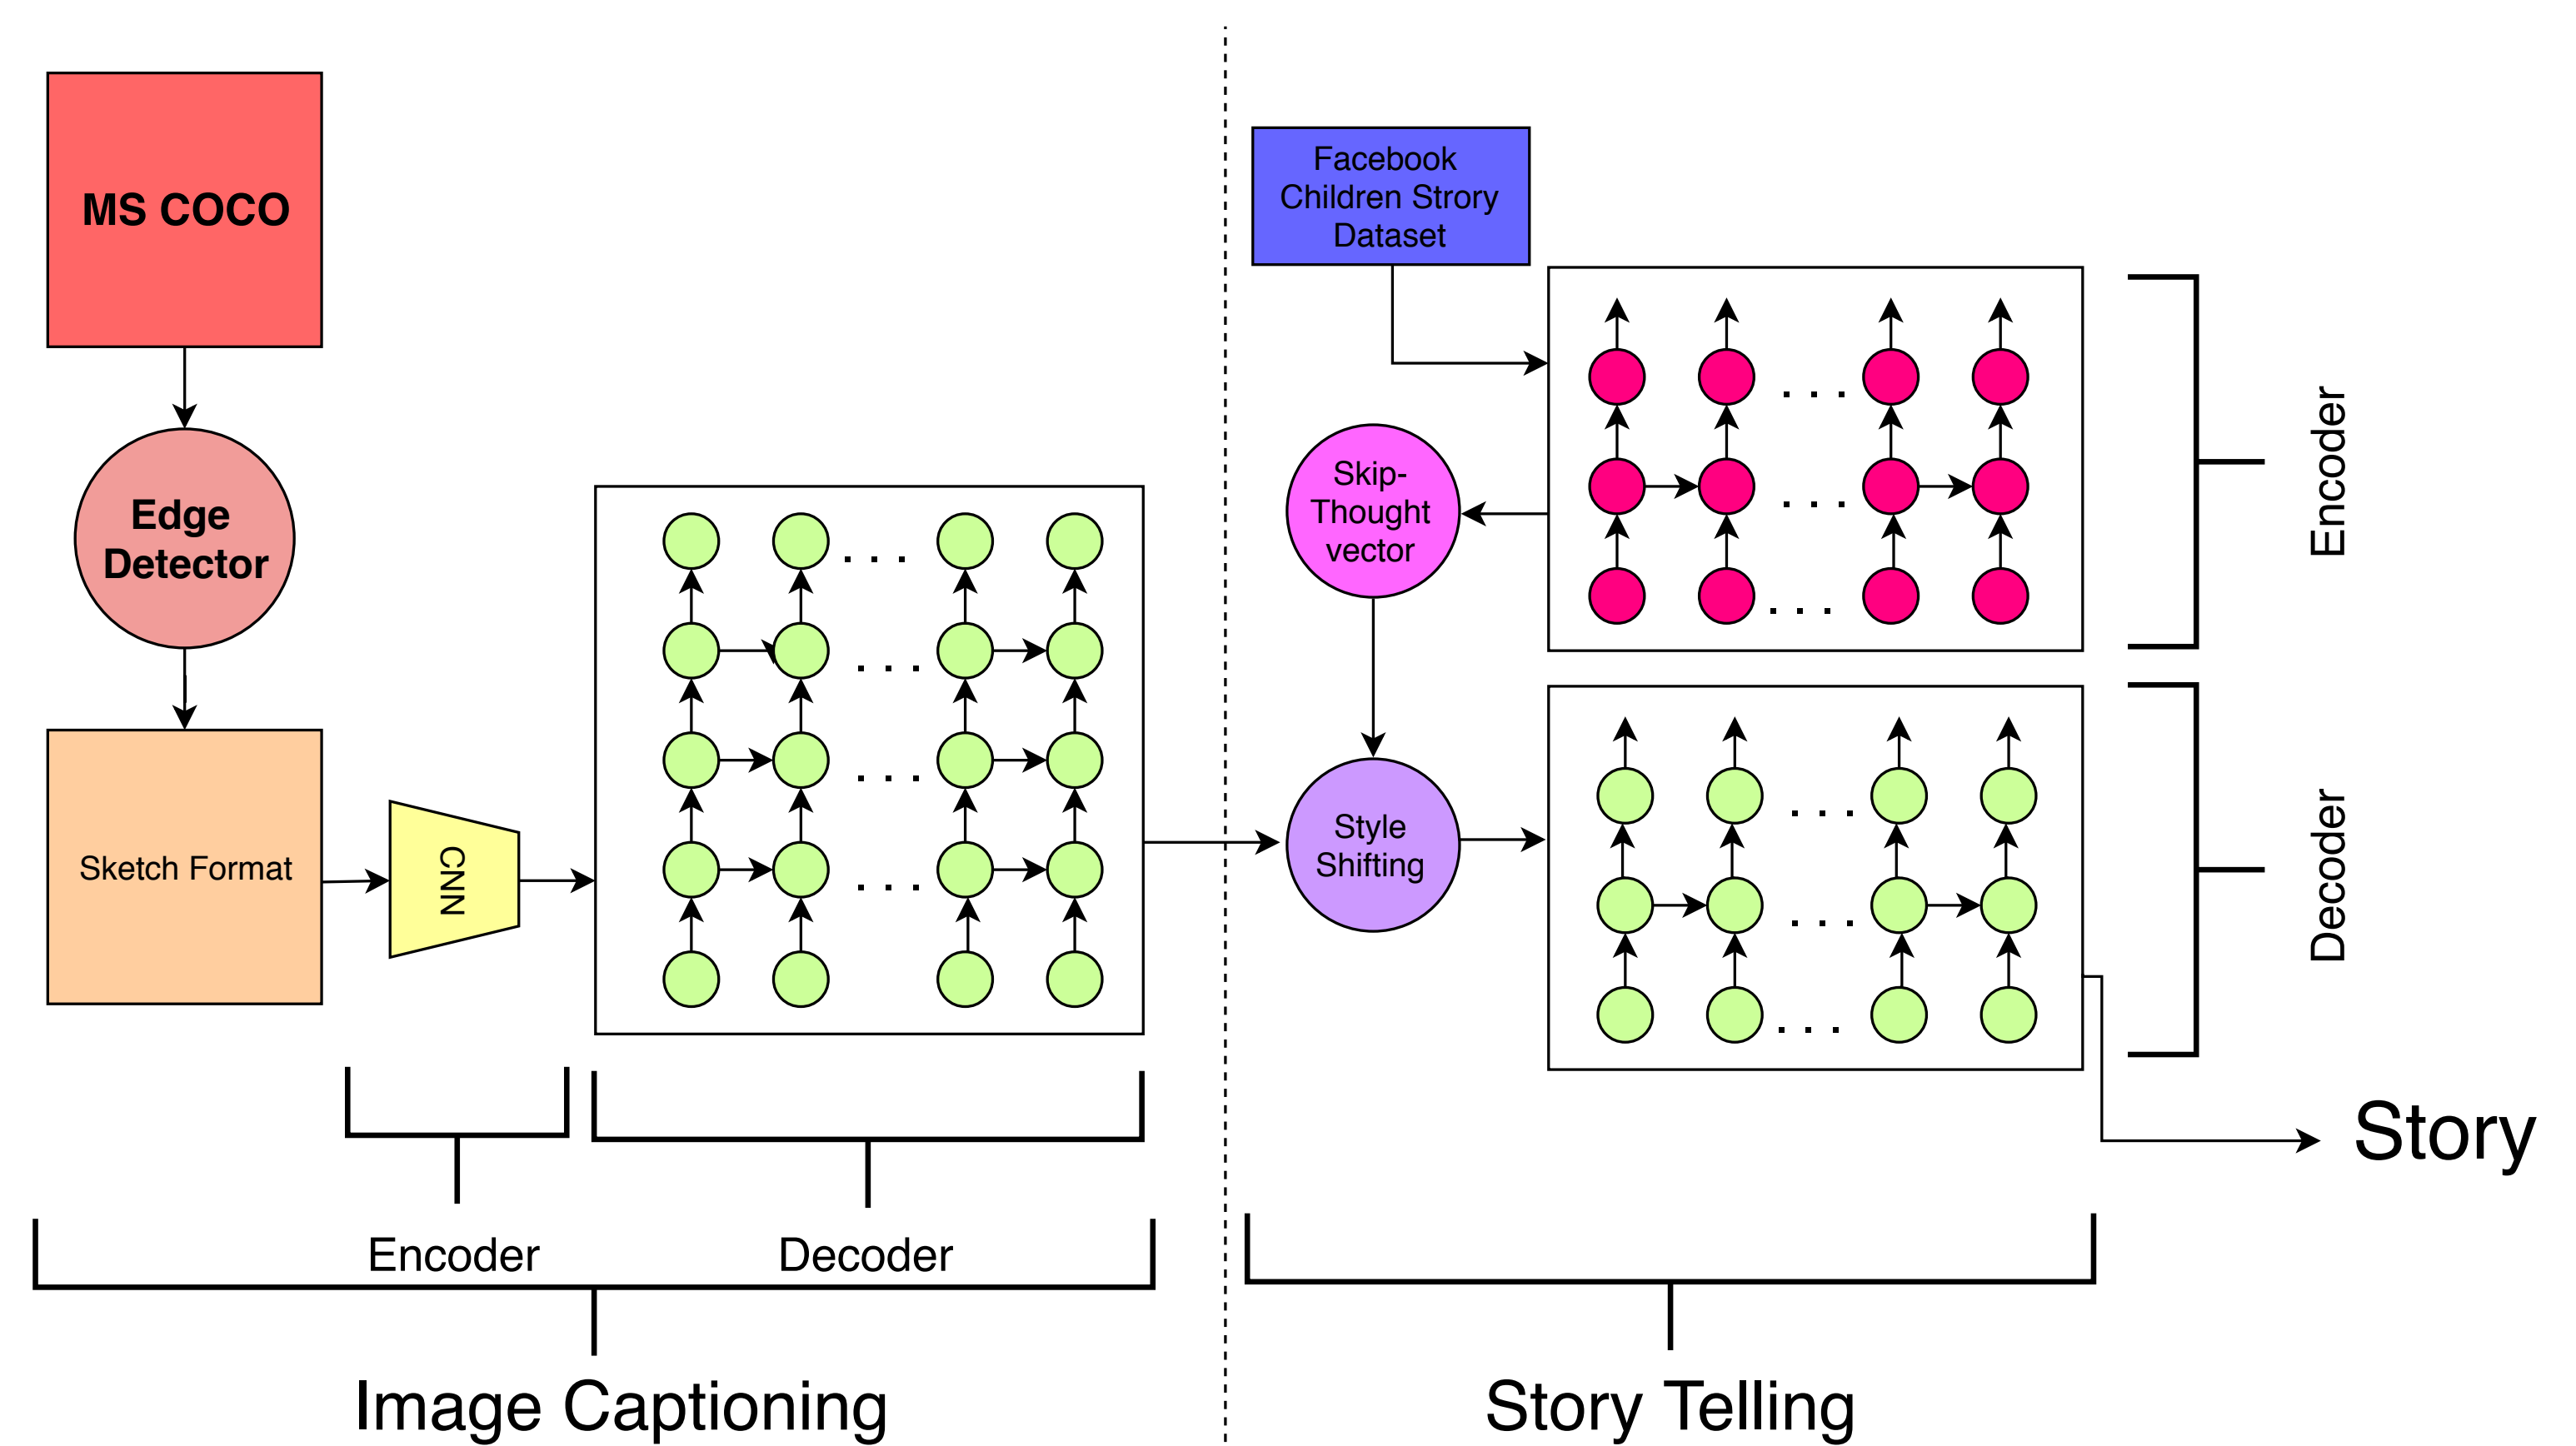 MS COCO
Edge
Detector
Sketch Format
CNN
Encoder
Decoder
Image Captioning
Facebook
Children Strory
Dataset
Skip-
Thought
vector
Style
Shifting
Encoder
Decoder
Story
Story Telling